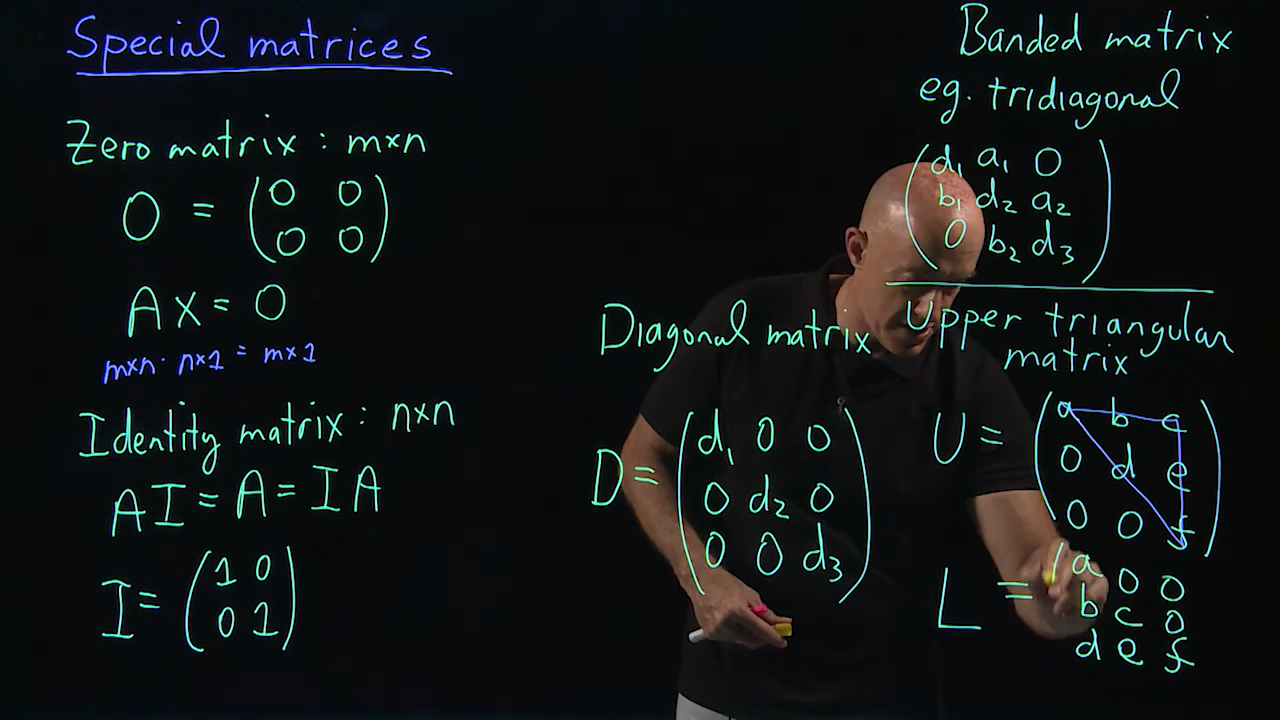 Special matrices
Zero matrix : m×n
0 = (0 0
0 0)
AX = 0
m×n · n×1 = m×1
Identity matrix : n×n
AI = A = IA
I = (1 0
0 1)
Diagonal matrix
D = (d₁ 0 0
0 d₂ 0
0 0 d₃)
Banded matrix
eg. tridiagonal
(d₁ a₁ 0
b₁ d₂ a₂
0 b₂ d₃)
Upper triangular
matrix
U = (a b c
0 d e
0 0 f)
L = (a 0 0
b c 0
d e f